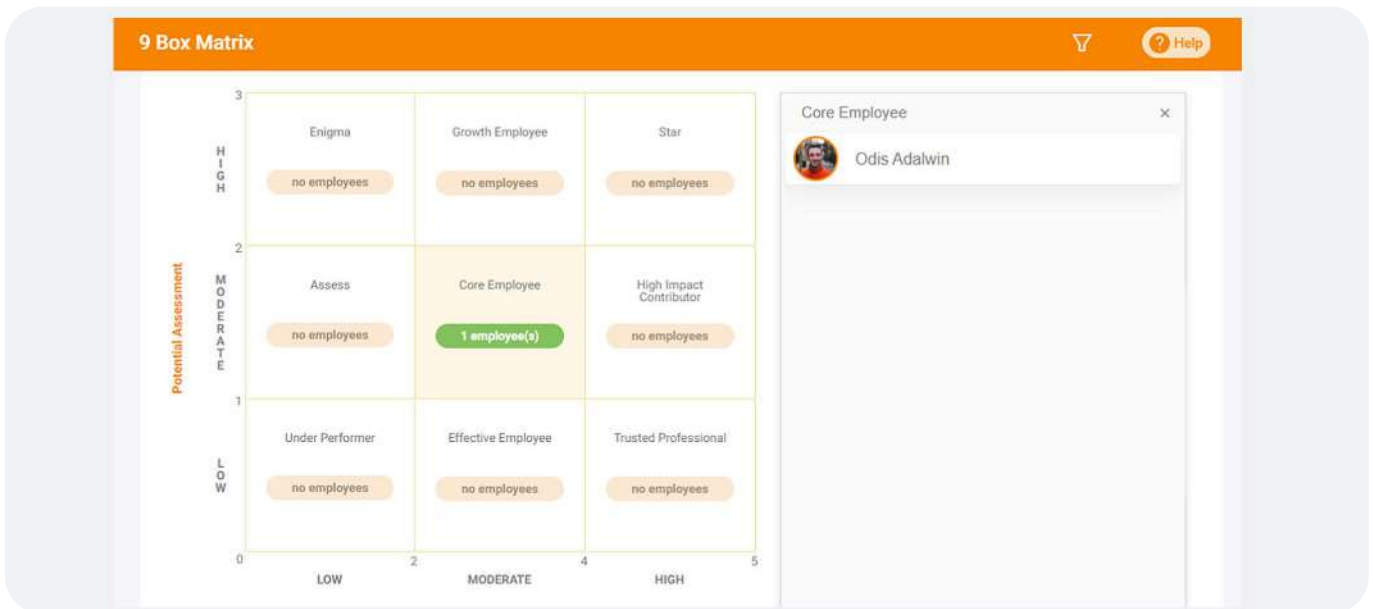 9 Box Matrix
? Help
3
Enigma
Growth Employee
Star
HIGH
no employees
no employees
no employees
2
Potential Assessment
MODERATE
Assess
Core Employee
High Impact
Contributor
no employees
1 employee(s)
no employees
1
Under Performer
Effective Employee
Trusted Professional
LOW
no employees
no employees
no employees
0
2
4
5
LOW
MODERATE
HIGH
Core Employee
×
Odis Adalwin